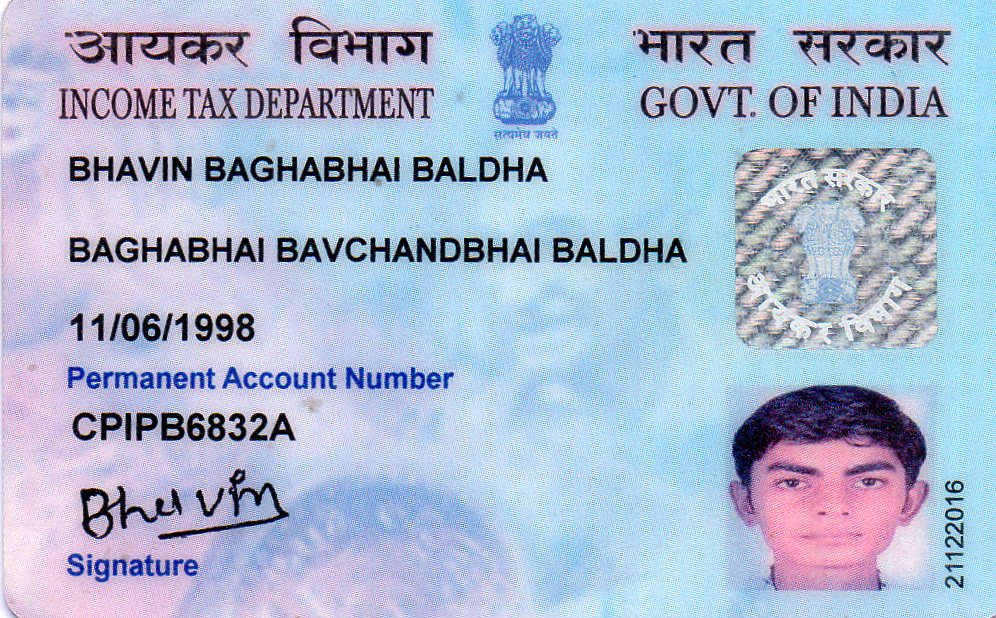 आयकर विभाग
INCOME TAX DEPARTMENT
सत्यमेव जयते
भारत सरकार
GOVT. OF INDIA
BHAVIN BAGHABHAI BALDHA
BAGHABHAI BAVCHANDBHAI BALDHA
11/06/1998
Permanent Account Number
CPIPB6832A
Bhavin
Signature
भारत सरकार
आयकर विभाग
21122016